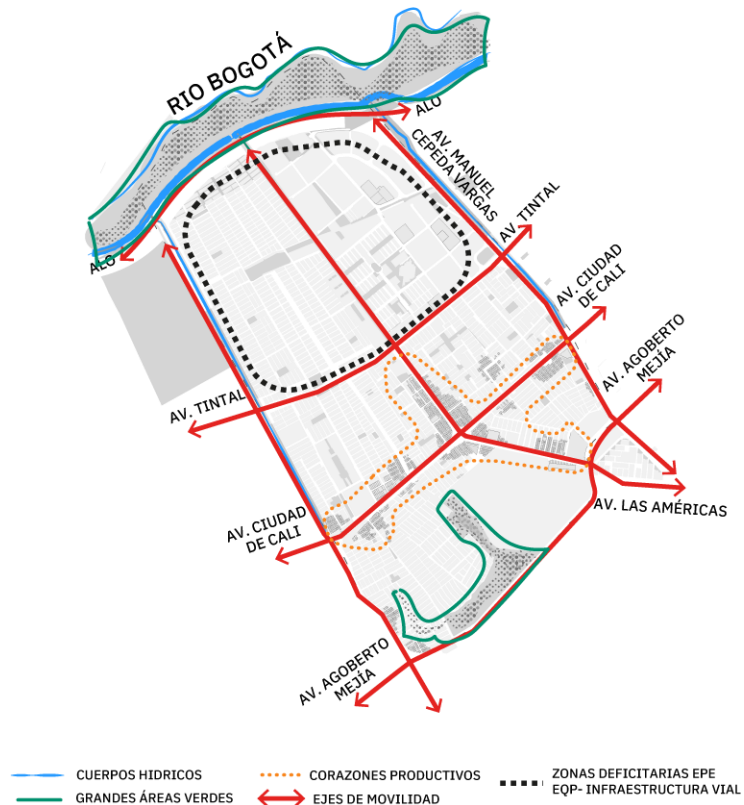 RIO BOGOTÁ
ALO
AV. MANUEL
CEPEDA VARGAS
AV. TINTAL
ALO
AV. CIUDAD
DE CALI
AV. AGOBERTO
MEJÍA
AV. TINTAL
AV. LAS AMÉRICAS
AV. CIUDAD
DE CALI
AV. AGOBERTO
MEJÍA
CUERPOS HIDRICOS
GRANDES ÁREAS VERDES
CORAZONES PRODUCTIVOS
EJES DE MOVILIDAD
ZONAS DEFICITARIAS EPE
EQP- INFRAESTRUCTURA VIAL